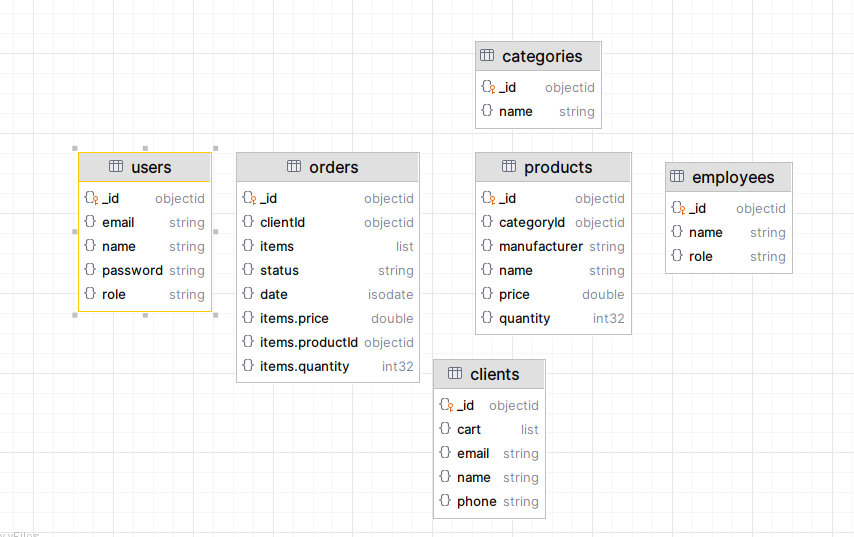 categories
_id objectid
name string
users
_id objectid
email string
name string
password string
role string
orders
_id objectid
clientId objectid
items list
status string
date isodate
items.price double
items.productId objectid
items.quantity int32
products
_id objectid
categoryId objectid
manufacturer string
name string
price double
quantity int32
employees
_id objectid
name string
role string
clients
_id objectid
cart list
email string
name string
phone string